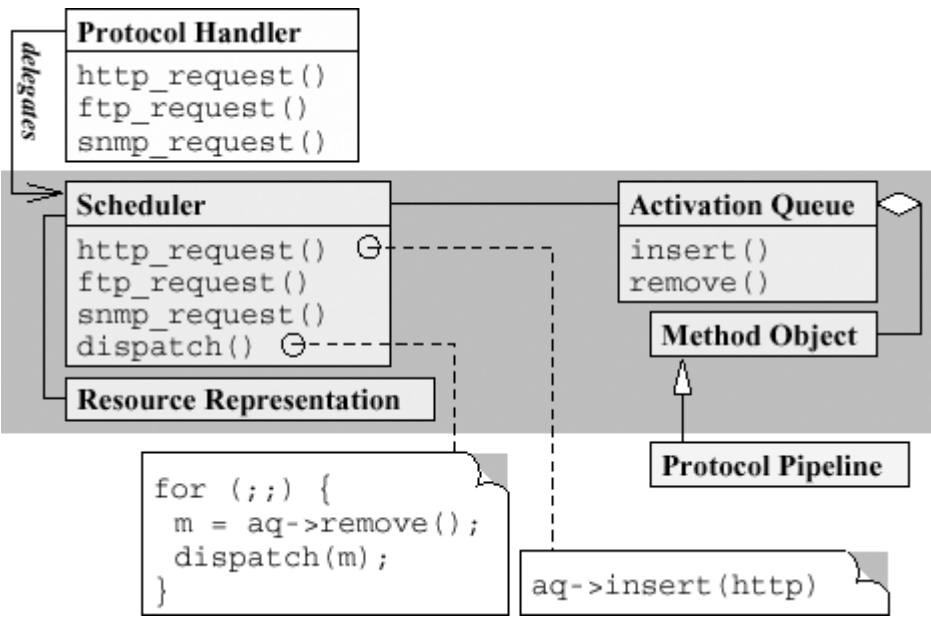 Protocol Handler
delegates
http_request()
ftp_request()
snmp_request()
Scheduler
http_request()
ftp_request()
snmp_request()
dispatch()
Activation Queue
insert()
remove()
Method Object
Resource Representation
Protocol Pipeline
for (;;) {
m = aq->remove();
dispatch(m);
}
aq->insert(http)